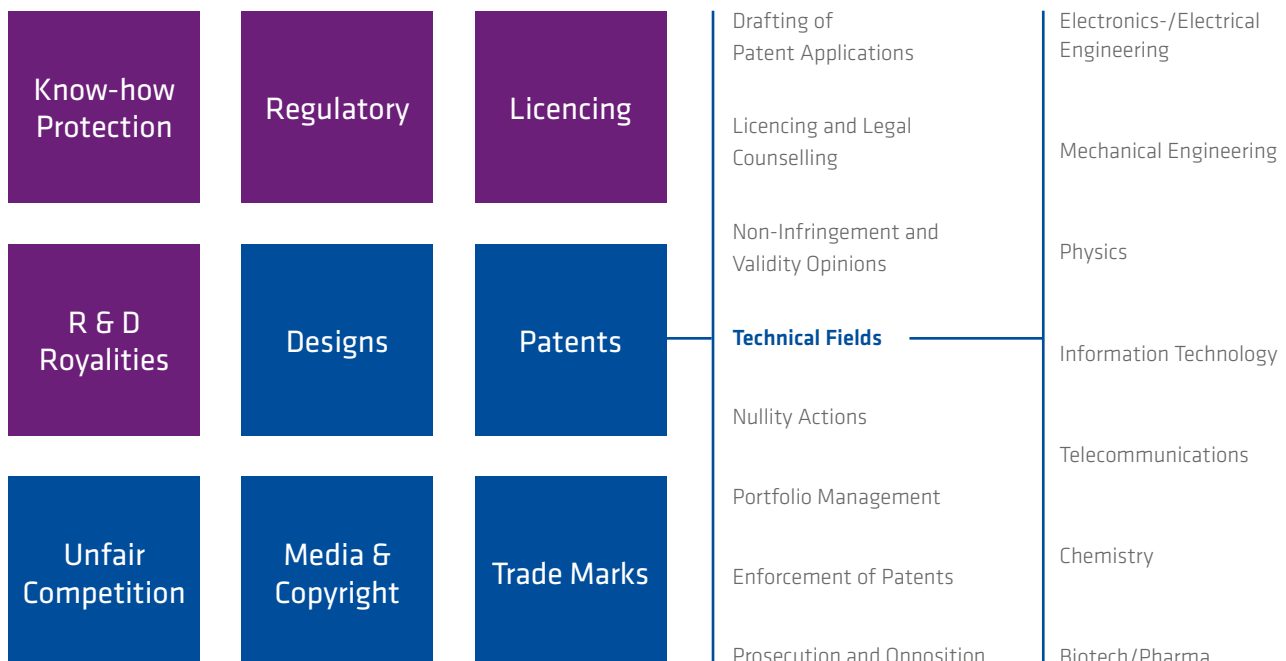 Know-how
Protection
Regulatory
Licencing
R & D
Royalities
Designs
Patents
Unfair
Competition
Media &
Copyright
Trade Marks
Drafting of
Patent Applications
Licencing and Legal
Counselling
Non-Infringement and
Validity Opinions
Technical Fields
Nullity Actions
Portfolio Management
Enforcement of Patents
Prosecution and Opposition
Electronics-/Electrical
Engineering
Mechanical Engineering
Physics
Information Technology
Telecommunications
Chemistry
Biotech/Pharma